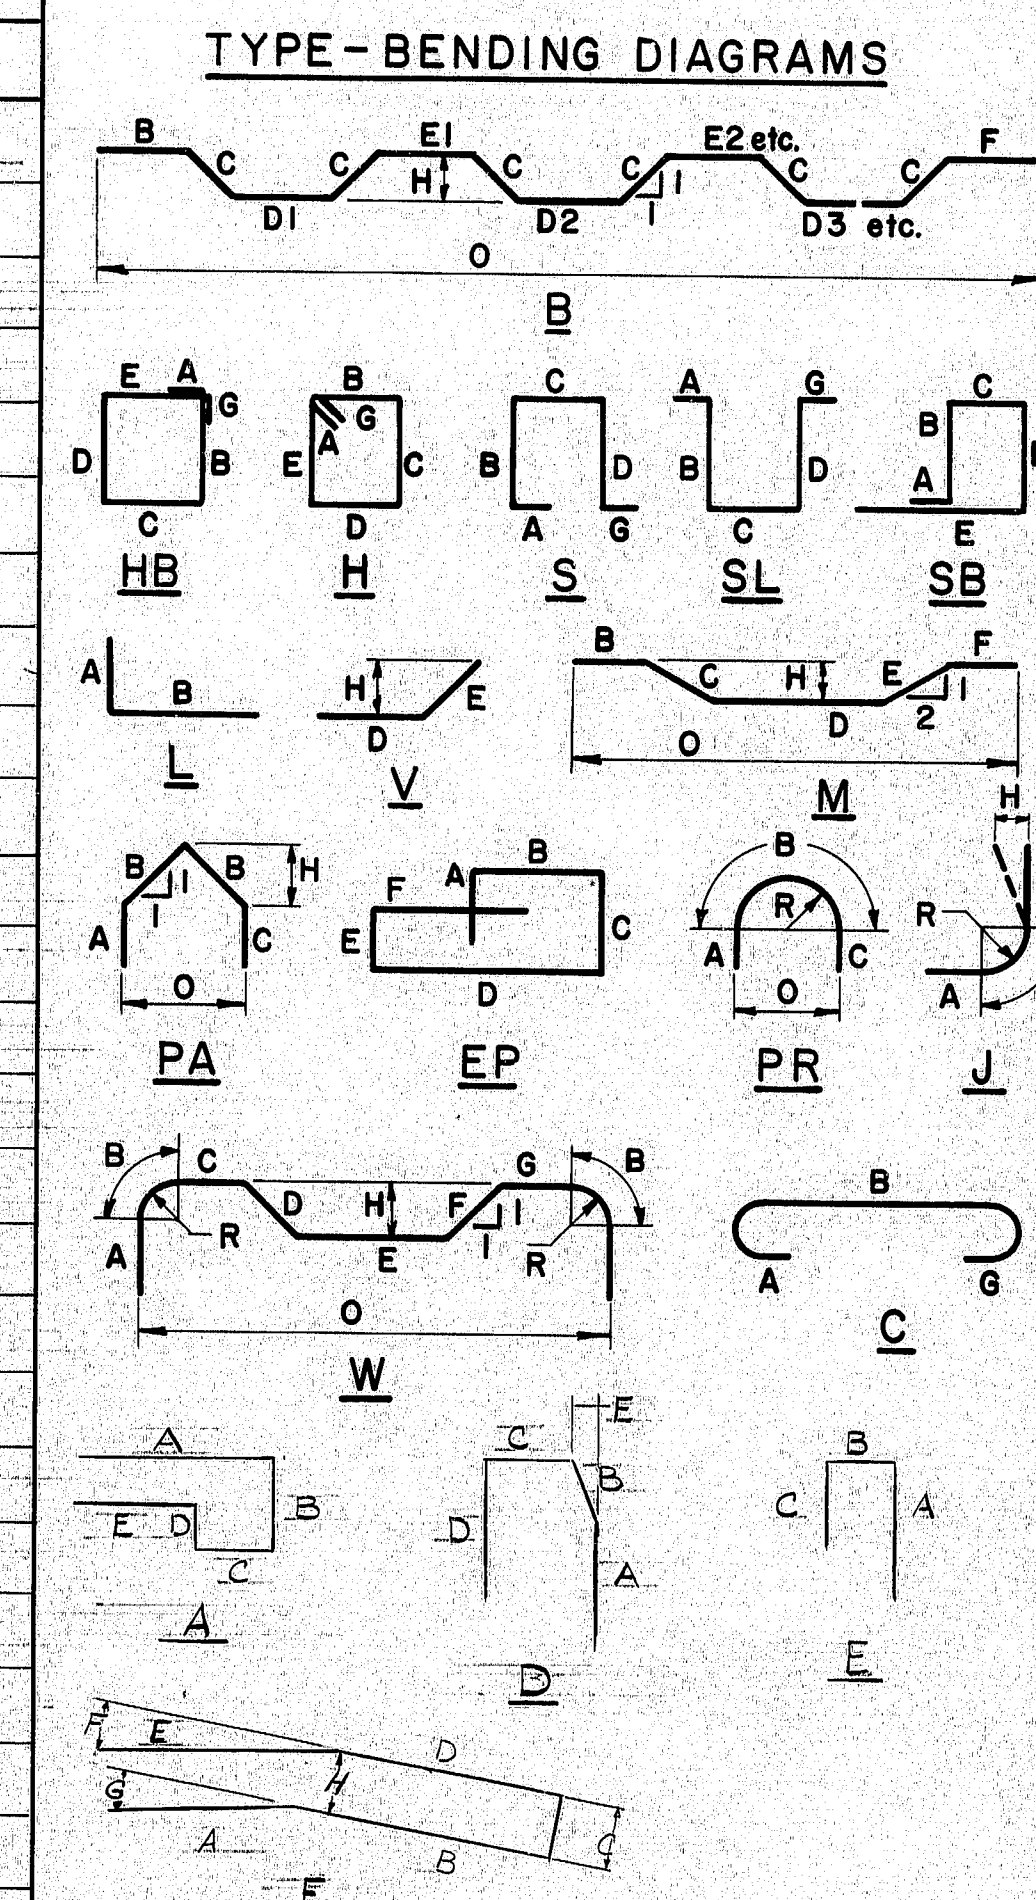 TYPE-BENDING DIAGRAMS
B C C E1 C C E2 etc. C C F
H 1
D1 D2 1 D3 etc.
O
B
E A G D B C
B G A E C D
C B D A G
A G B D C
C B A E
HB H S SL SB
A B
H E D
B C H E F 1 2 D O
L V M
B B H 1 1 A C O
B A F C E D
B R A C O
H R A
PA EP PR J
B C G B
D H F 1 1 R R A E
O
B A G
W C
A B E D C
C E B D A
B C A
A D E
F E D
G H
A B C
F